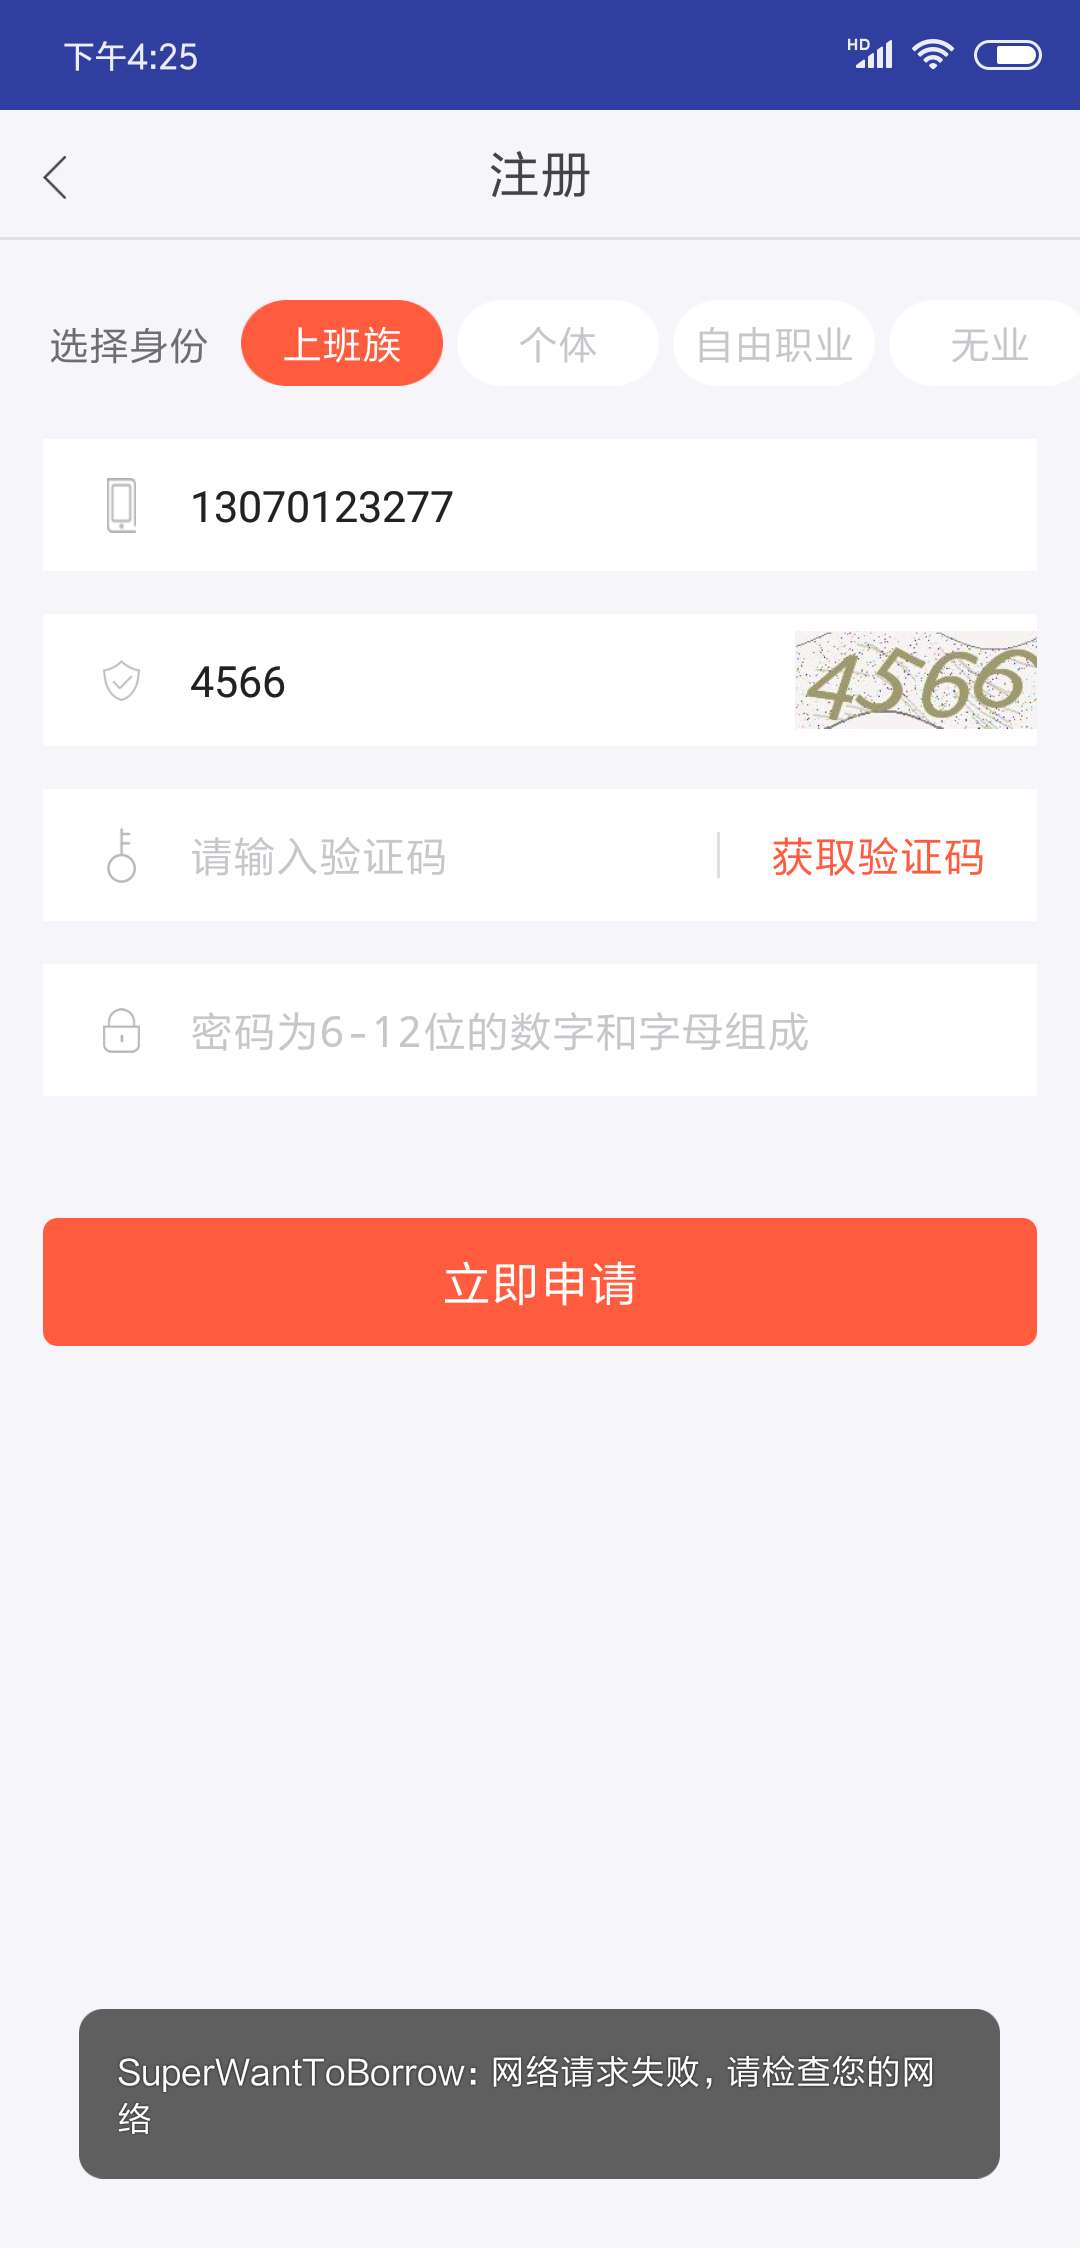 下午4:25
HD
注册
选择身份 上班族 个体 自由职业 无业
13070123277
4566 4566
请输入验证码 获取验证码
密码为6-12位的数字和字母组成
立即申请
SuperWantToBorrow: 网络请求失败, 请检查您的网
络